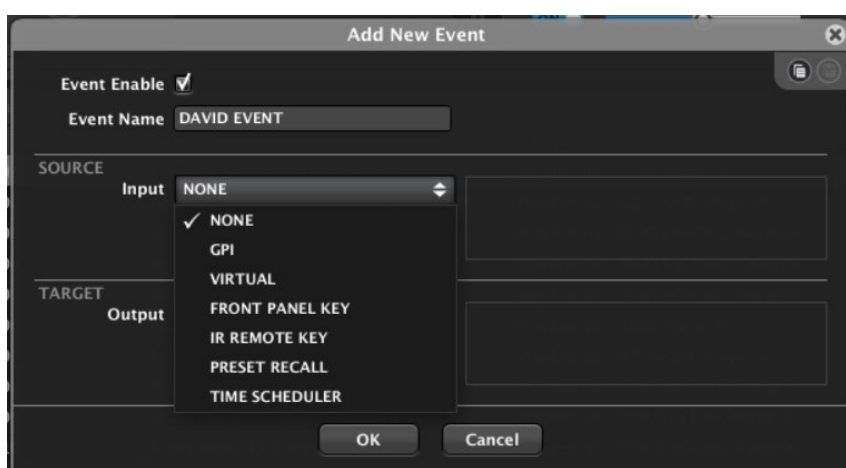 Add New Event
Event Enable
Event Name DAVID EVENT
SOURCE
Input NONE
NONE
GPI
VIRTUAL
TARGET
Output
FRONT PANEL KEY
IR REMOTE KEY
PRESET RECALL
TIME SCHEDULER
OK Cancel